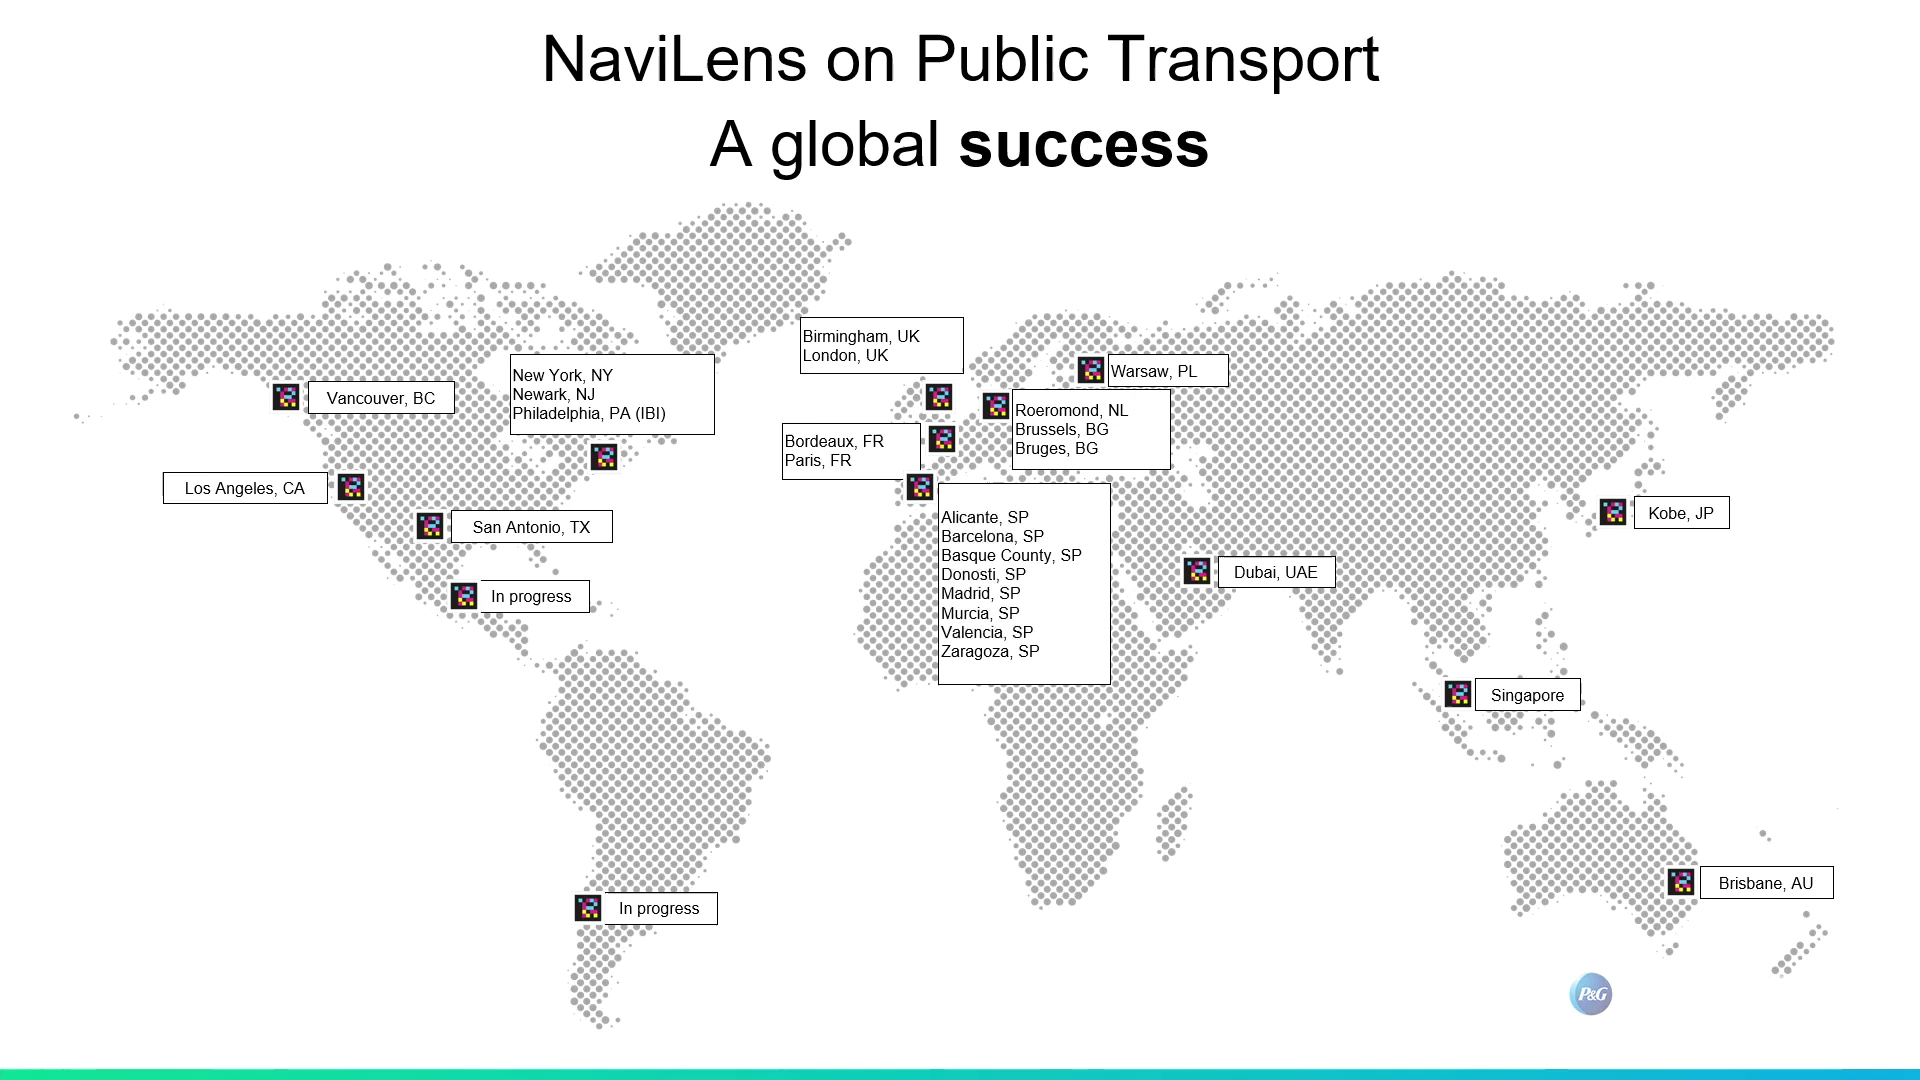 NaviLens on Public Transport
A global success
Birmingham, UK
London, UK
New York, NY
Newark, NJ
Philadelphia, PA (IBI)
Warsaw, PL
Vancouver, BC
Roeromond, NL
Brussels, BG
Bruges, BG
Bordeaux, FR
Paris, FR
Los Angeles, CA
San Antonio, TX
Alicante, SP
Barcelona, SP
Basque County, SP
Donosti, SP
Madrid, SP
Murcia, SP
Valencia, SP
Zaragoza, SP
Kobe, JP
Dubai, UAE
In progress
Singapore
Brisbane, AU
In progress
P&G